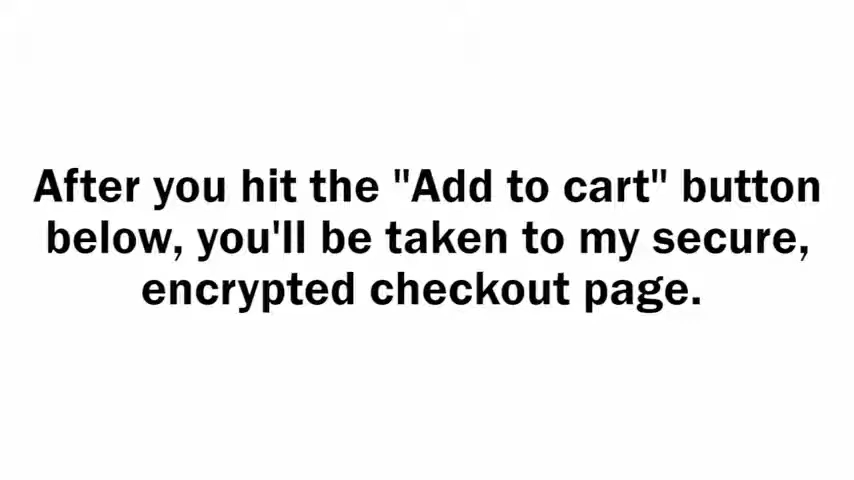 After you hit the "Add to cart" button
below, you'll be taken to my secure,
encrypted checkout page.